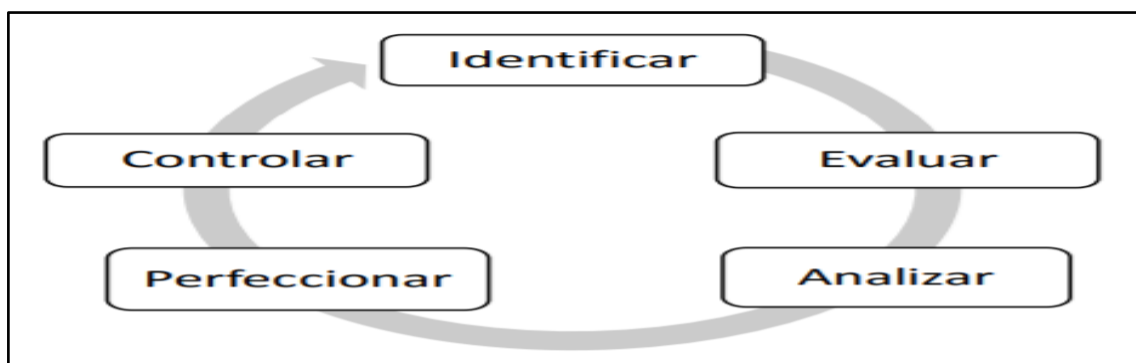 Identificar
Evaluar
Analizar
Perfeccionar
Controlar